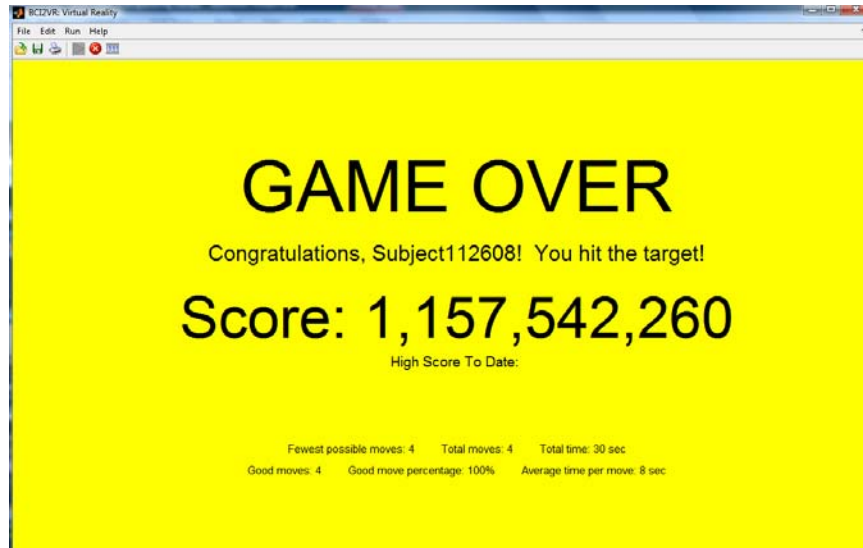 BCI2VR: Virtual Reality
File Edit Run Help
GAME OVER
Congratulations, Subject112608! You hit the target!
Score: 1,157,542,260
High Score To Date:
Fewest possible moves: 4 Total moves: 4 Total time: 30 sec
Good moves: 4 Good move percentage: 100% Average time per move: 8 sec